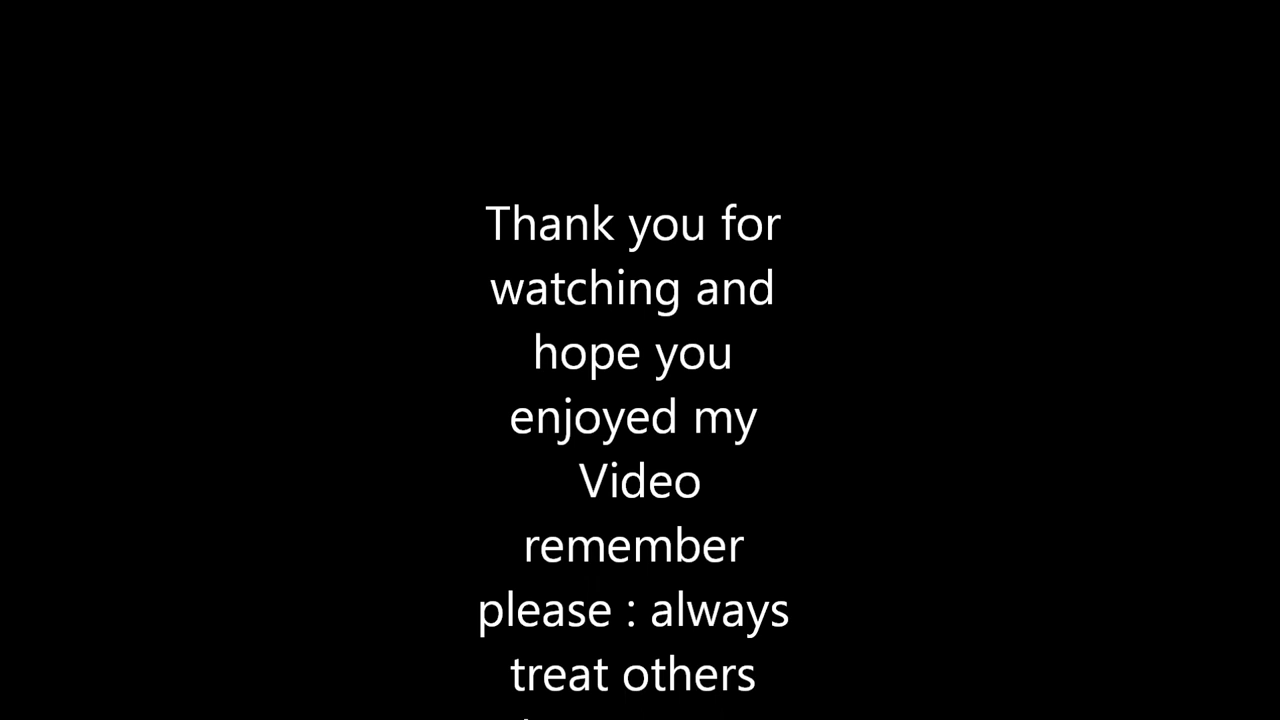 Thank you for
watching and
hope you
enjoyed my
Video
remember
please : always
treat others